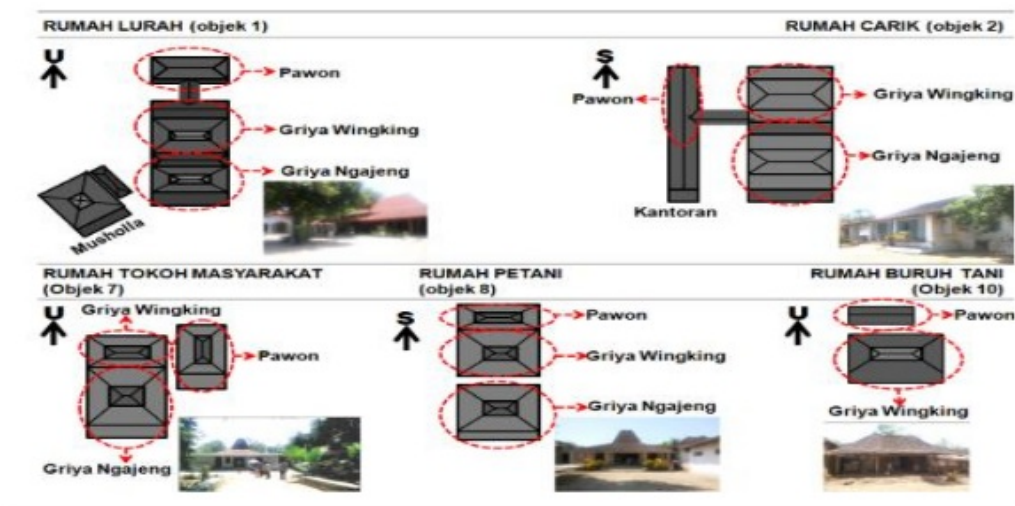 RUMAH LURAH (objek 1)
RUMAH CARIK (objek 2)
U
Pawon
Griya Wingking
Griya Ngajeng
Musholla
S
Pawon
Griya Wingking
Griya Ngajeng
Kantoran
RUMAH TOKOH MASYARAKAT
(Objek 7)
RUMAH PETANI
(objek 8)
RUMAH BURUH TANI
(Objek 10)
U
Griya Wingking
Pawon
Griya Ngajeng
S
Pawon
Griya Wingking
Griya Ngajeng
U
Pawon
Griya Wingking